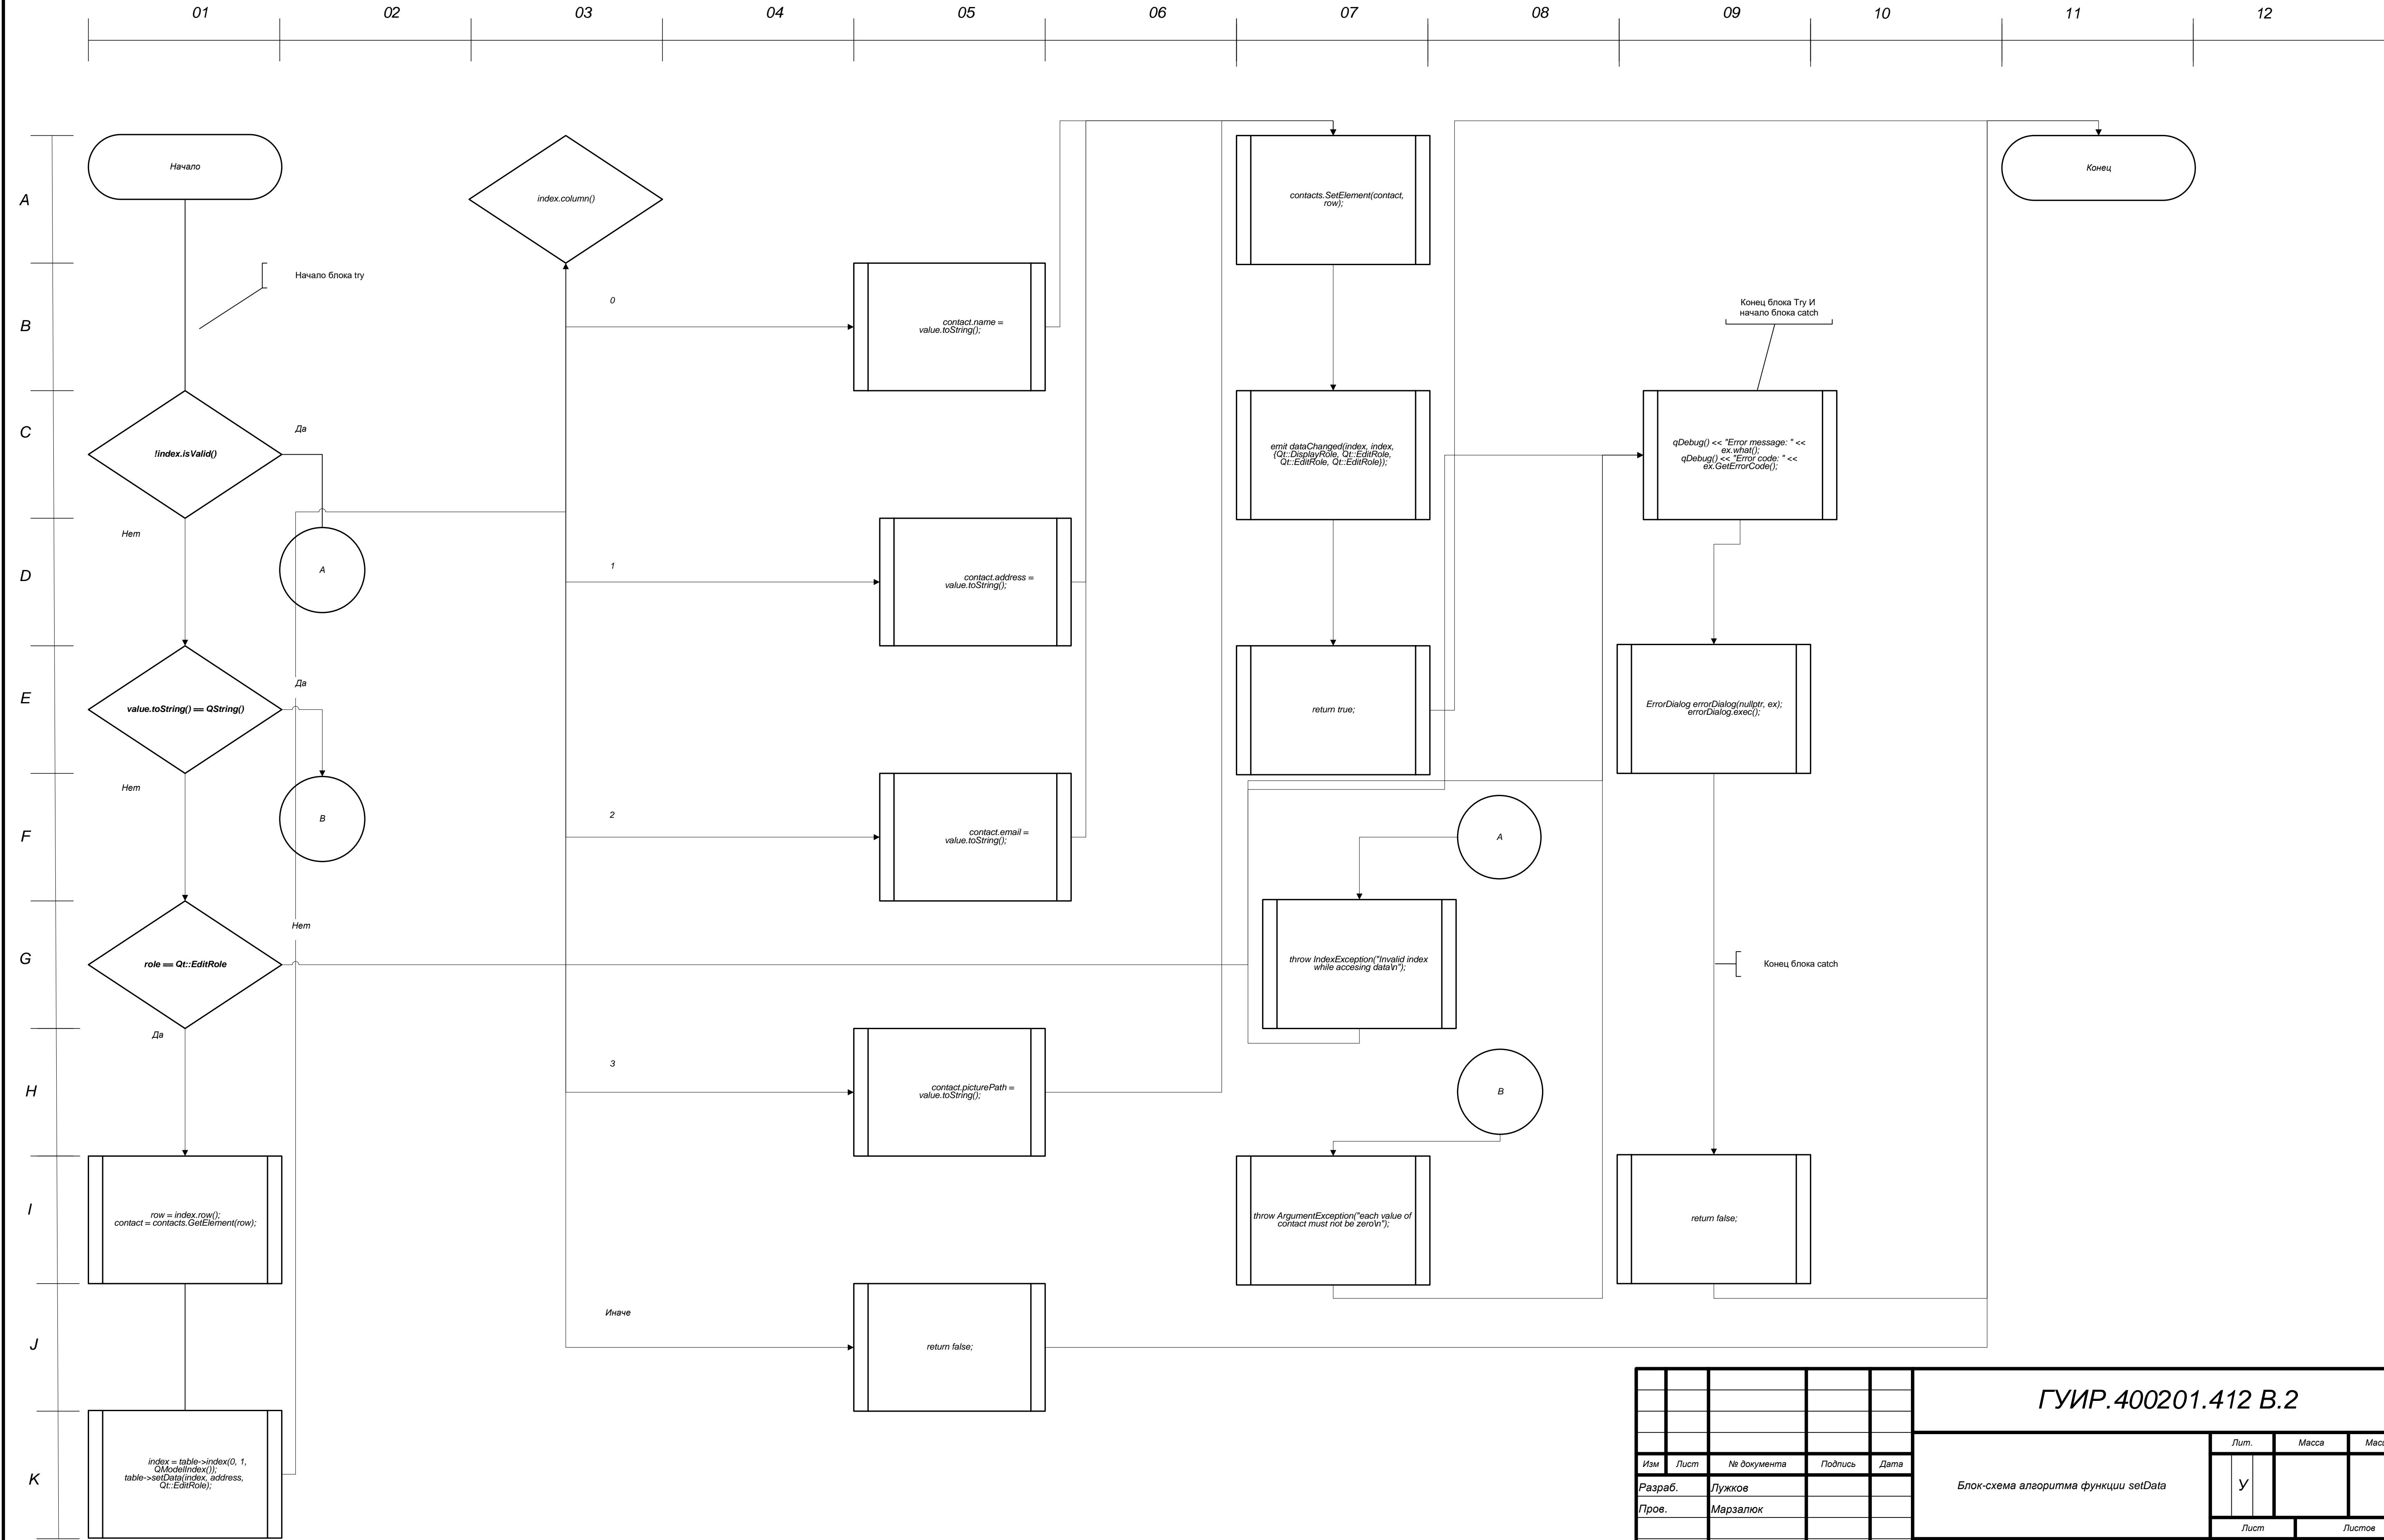 01 02 03 04 05 06 07 08 09 10 11 12
A
B
C
D
E
F
G
H
I
J
K
Начало
Начало блока try
!index.isValid()
Да
Нет
A
value.toString() == QString()
Да
Нет
B
role == Qt::EditRole
Нет
Да
row = index.row();
contact = contacts.GetElement(row);
index = table->index(0, 1,
QModelIndex());
table->setData(index, address,
Qt::EditRole);
index.column()
0
1
2
3
Иначе
contact.name =
value.toString();
contact.address =
value.toString();
contact.email =
value.toString();
contact.picturePath =
value.toString();
return false;
contacts.SetElement(contact,
row);
emit dataChanged(index, index,
{Qt::DisplayRole, Qt::EditRole,
Qt::EditRole, Qt::EditRole});
return true;
A
throw IndexException("Invalid index
while accesing data\n");
B
throw ArgumentException("each value of
contact must not be zero\n");
Конец блока Try И
начало блока catch
qDebug() << "Error message: " <<
ex.what();
qDebug() << "Error code: " <<
ex.GetErrorCode();
ErrorDialog errorDialog(nullptr, ex);
errorDialog.exec();
Конец блока catch
return false;
Конец
ГУИР.400201.412 В.2
Изм Лист № документа Подпись Дата
Разраб. Лужков
Пров. Марзалюк
Блок-схема алгоритма функции setData
Лит. Масса
У
Лист Листов